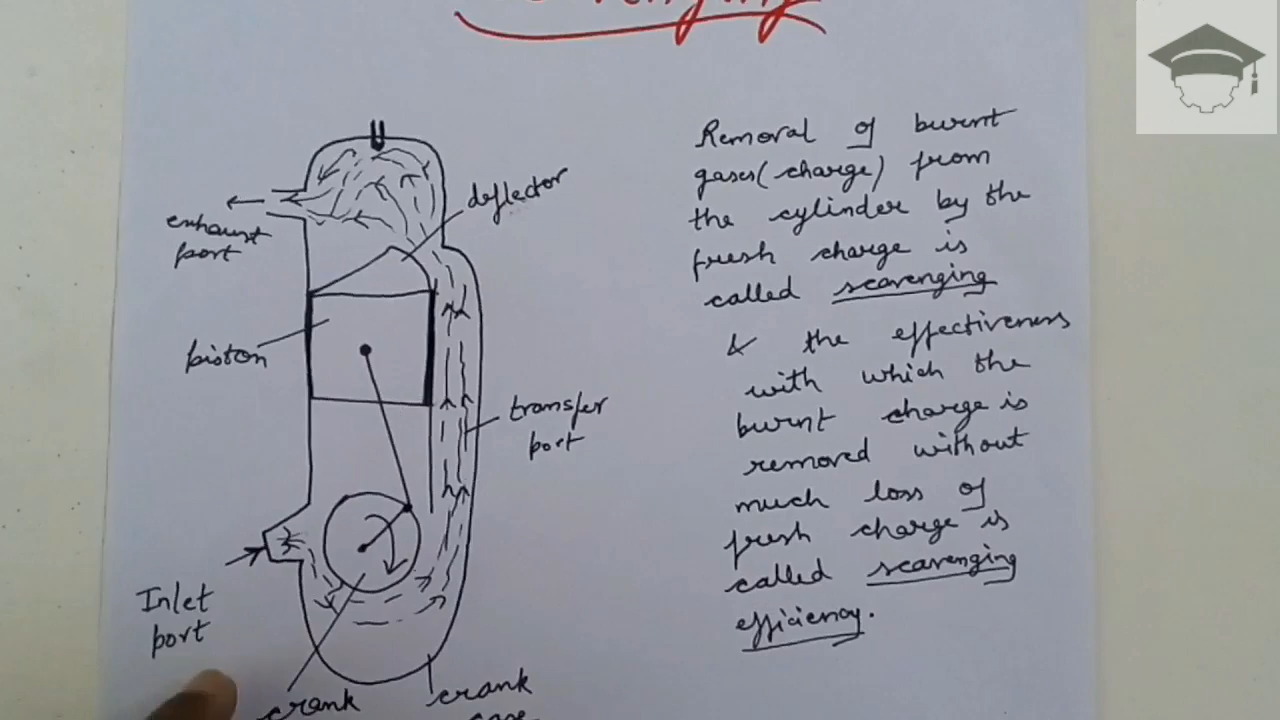 deflector
exhaust
port
piston
transfer
port
Inlet
port
crank
crank
case
Removal of burnt
gases(charge) from
the cylinder by the
fresh charge is
called scavenging
& the effectiveness
with which the
burnt charge is
removed without
much loss of
fresh charge is
called scavenging
efficiency.